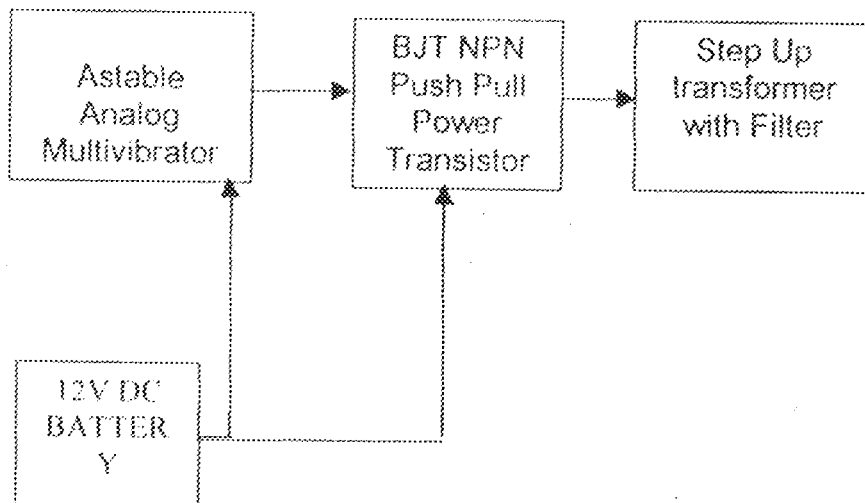 Astable
Analog
Multivibrator
BJT NPN
Push Pull
Power
Transistor
Step Up
transformer
with Filter
12V DC
BATTER
Y